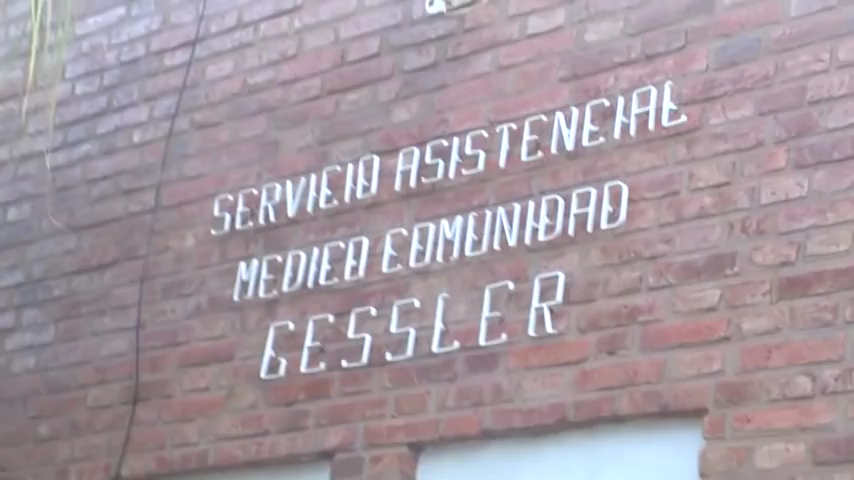 SERVICIO ASISTENCIAL
MEDICO COMUNIDAD
GESSLER